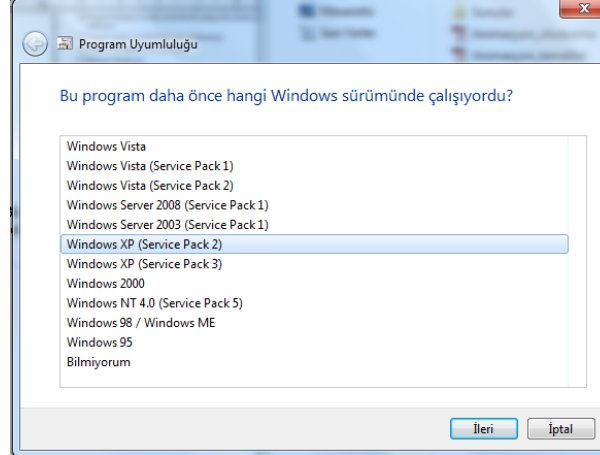 Program Uyumluluğu
Bu program daha önce hangi Windows sürümünde çalışıyordu?
Windows Vista
Windows Vista (Service Pack 1)
Windows Vista (Service Pack 2)
Windows Server 2008 (Service Pack 1)
Windows Server 2003 (Service Pack 1)
Windows XP (Service Pack 2)
Windows XP (Service Pack 3)
Windows 2000
Windows NT 4.0 (Service Pack 5)
Windows 98 / Windows ME
Windows 95
Bilmiyorum
İleri
İptal